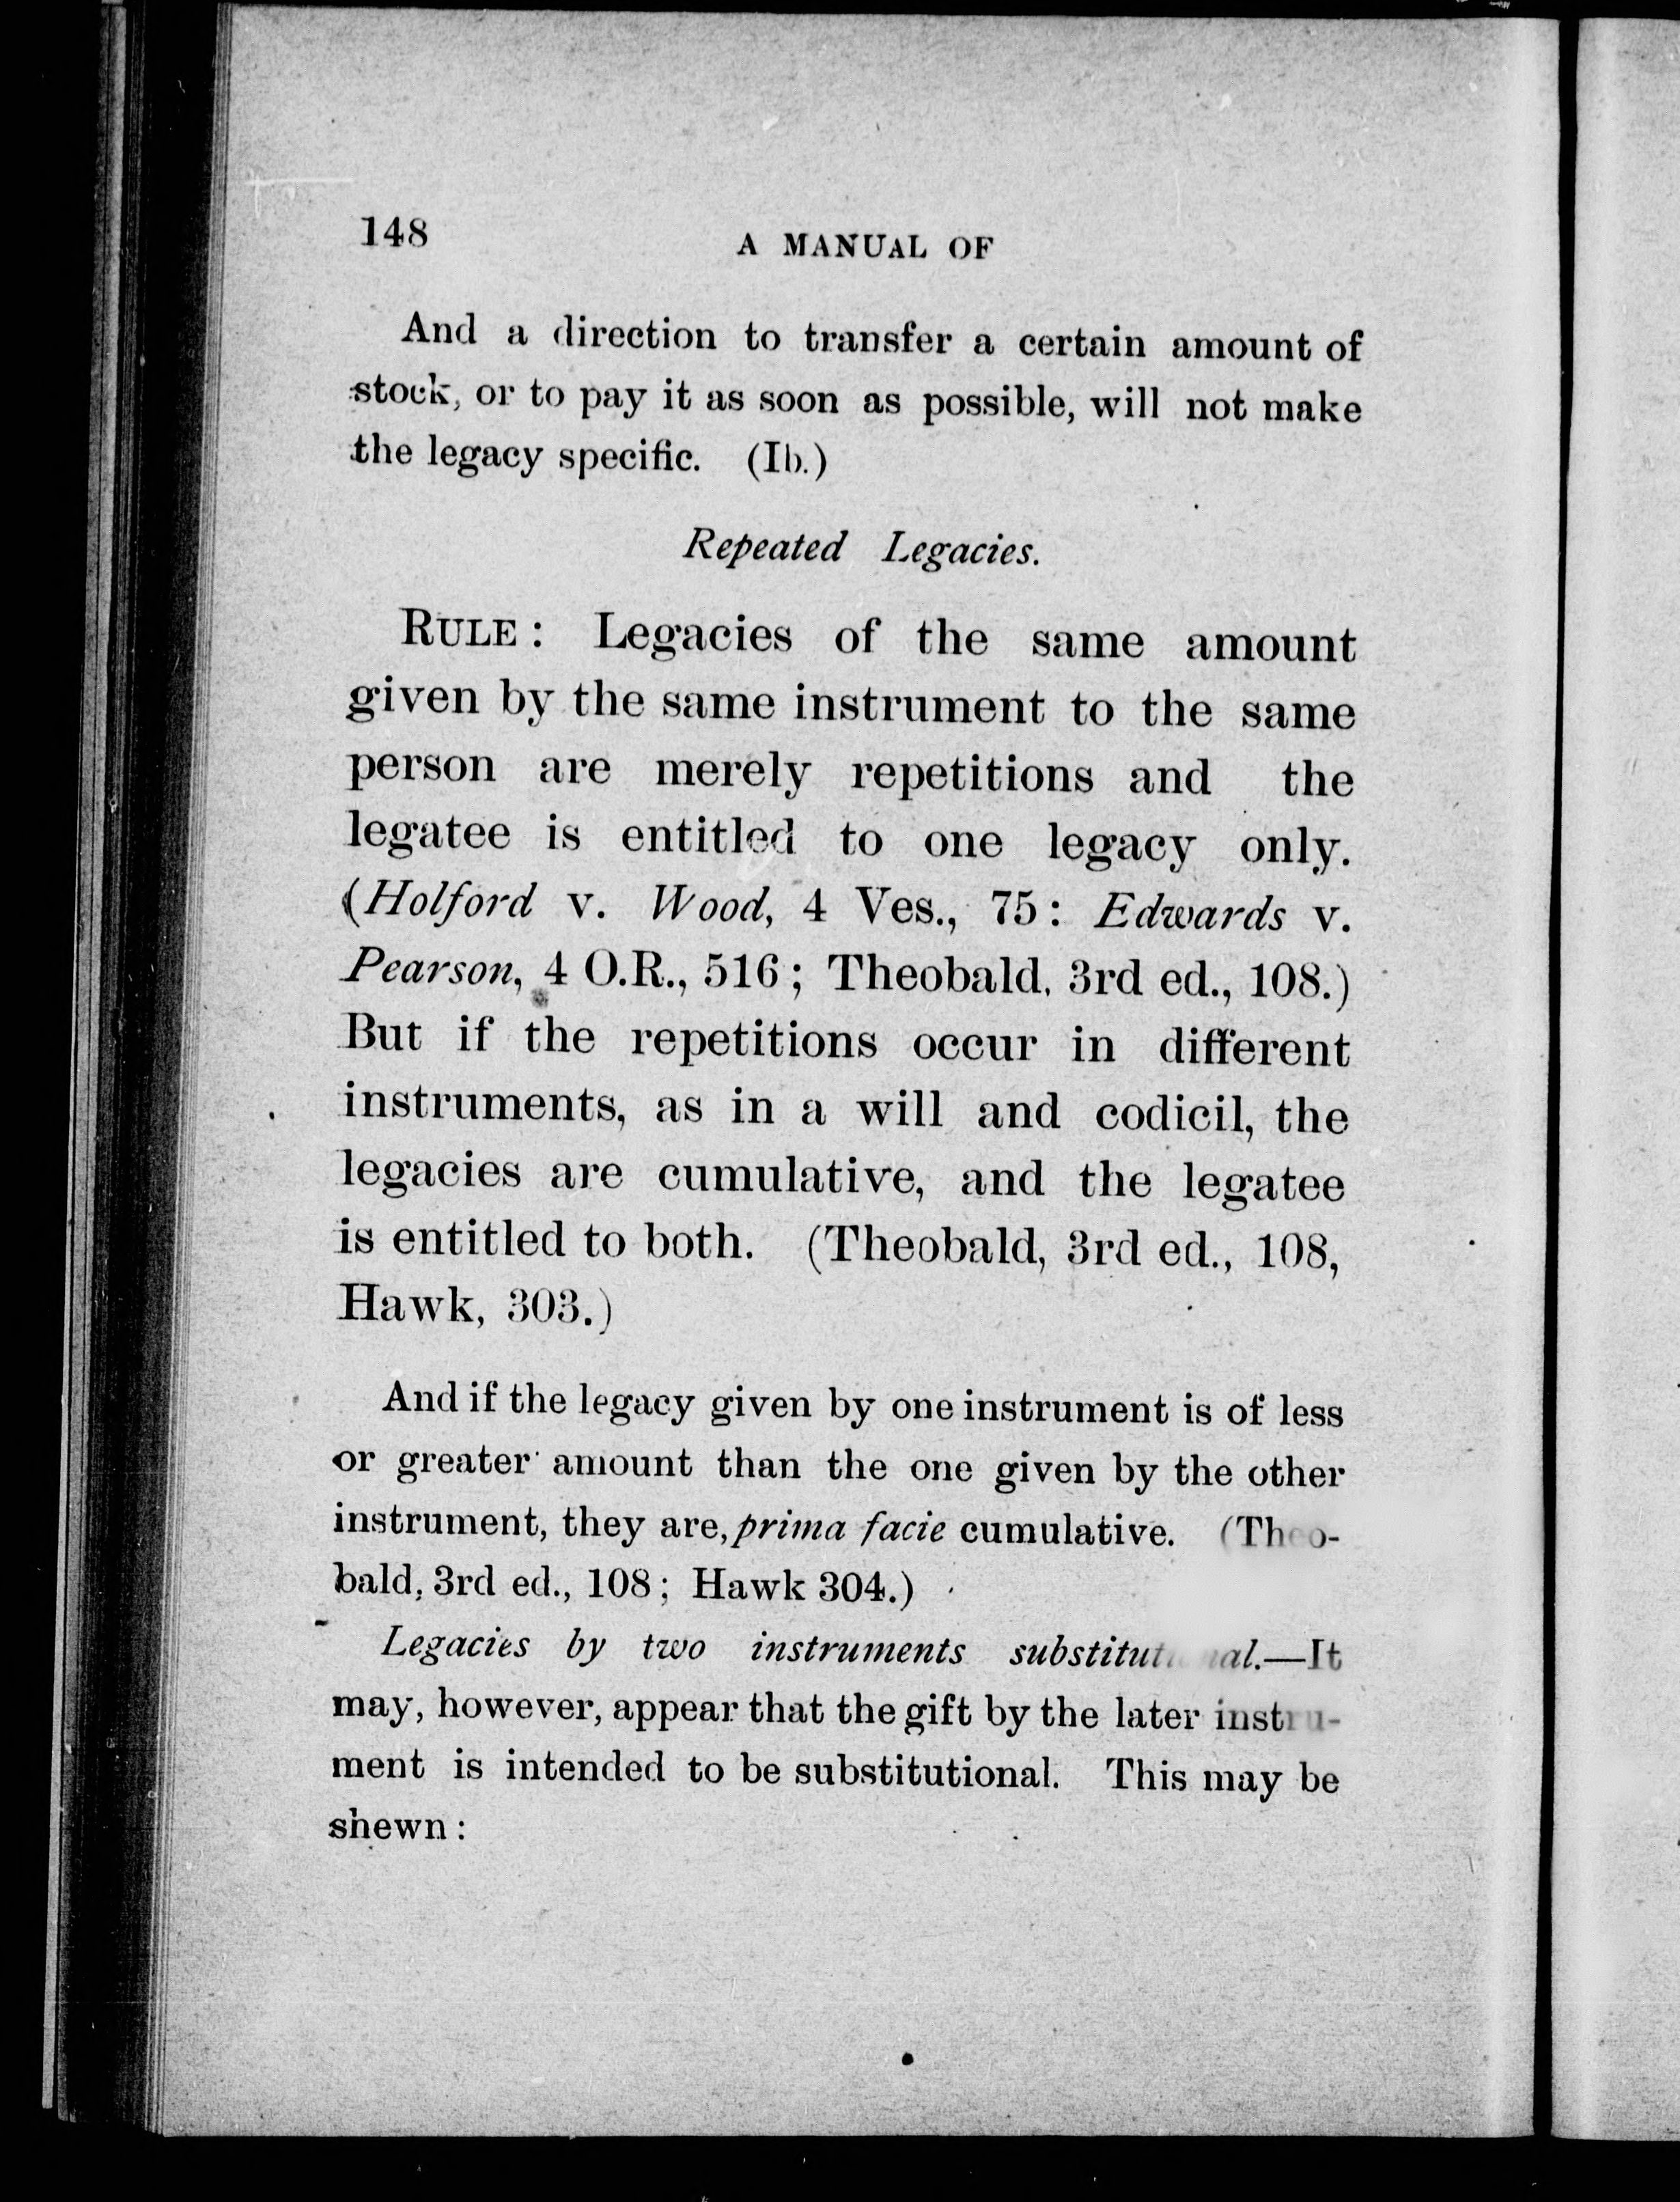 148
A MANUAL OF
And a direction to transfer a certain amount of
stock, or to pay it as soon as possible, will not make
the legacy specific. (Ib.)
Repeated Legacies.
RULE: Legacies of the same amount
given by the same instrument to the same
person are merely repetitions and the
legatee is entitled to one legacy only.
(Holford v. Wood, 4 Ves., 75: Edwards v.
Pearson, 4 O.R., 516; Theobald, 3rd ed., 108.)
But if the repetitions occur in different
instruments, as in a will and codicil, the
legacies are cumulative, and the legatee
is entitled to both. (Theobald, 3rd ed., 108,
Hawk, 303.)
And if the legacy given by one instrument is of less
or greater amount than the one given by the other
instrument, they are, prima facie cumulative.
bald, 3rd ed., 108; Hawk 304.)
Legacies by two instruments —It
may, however, appear that the gift by the later
ment is intended to be substitutional. This may be
shewn: